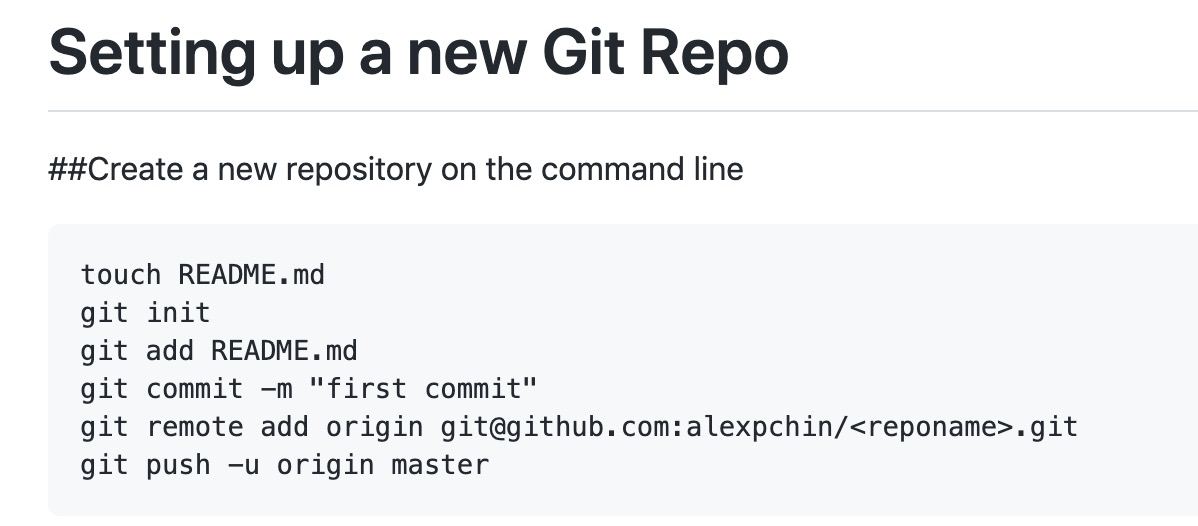 Setting up a new Git Repo
##Create a new repository on the command line
touch README.md
git init
git add README.md
git commit -m "first commit"
git remote add origin git@github.com:alexpchin/<reponame>.git
git push -u origin master